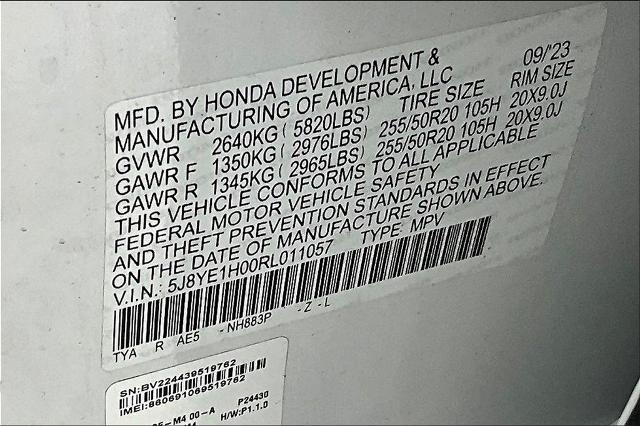 MFD. BY HONDA DEVELOPMENT &
MANUFACTURING OF AMERICA, LLC 09/'23
GVWR 2640KG ( 5820LBS) TIRE SIZE RIM SIZE
GAWR F 1350KG ( 2976LBS) 255/50R20 105H 20X9.0J
GAWR R 1345KG ( 2965LBS) 255/50R20 105H 20X9.0J
THIS VEHICLE CONFORMS TO ALL APPLICABLE
FEDERAL MOTOR VEHICLE SAFETY
AND THEFT PREVENTION STANDARDS IN EFFECT
ON THE DATE OF MANUFACTURE SHOWN ABOVE.
V.I.N.: 5J8YE1H00RL011057 TYPE: MPV
TYA R AE5 -NH883P -Z-L
SN:BV224439519762
IMEI:860691069519762
-M4 00-A P24430
H/W:P1.1.0